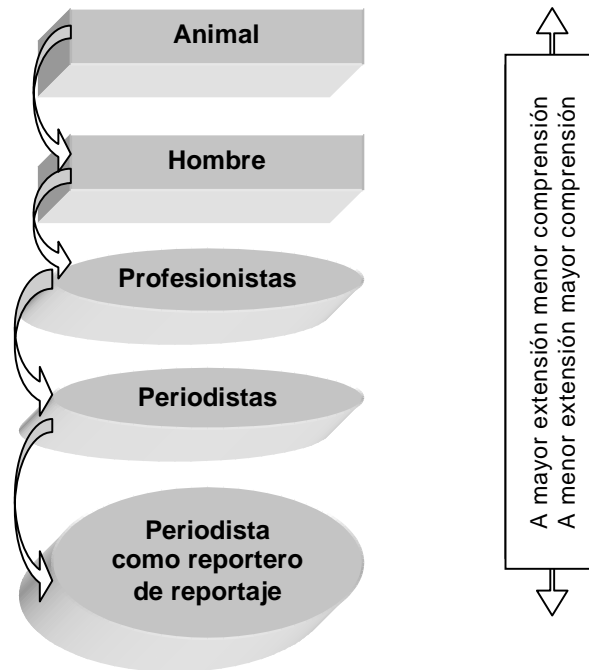 Animal
Hombre
Profesionistas
Periodistas
Periodista
como reportero
de reportaje
A mayor extensión menor comprensión
A menor extensión mayor comprensión